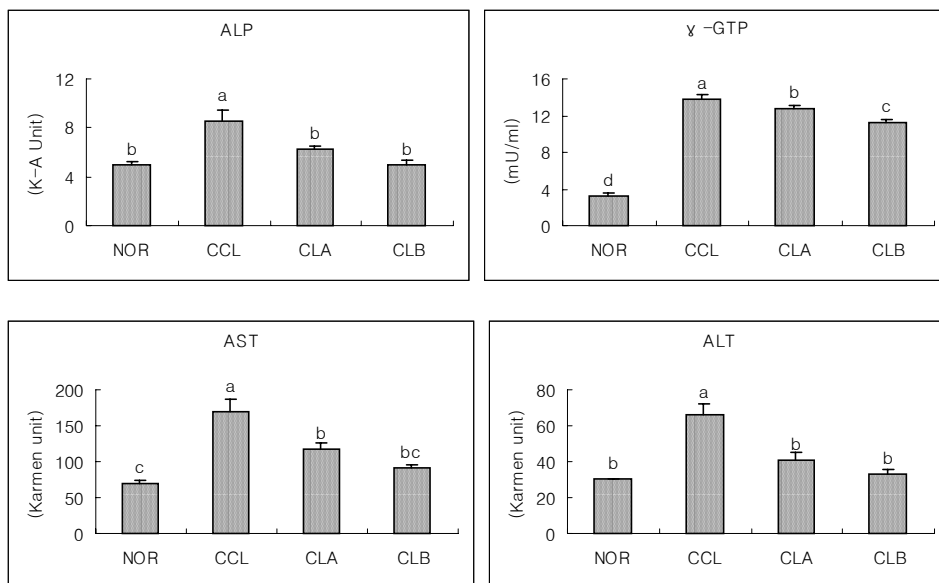 ALP
(K-A Unit)
12
8
4
0
b
a
b
b
NOR CCL CLA CLB
ɣ -GTP
(mU/ml)
16
12
8
4
0
d
a
b
c
NOR CCL CLA CLB
AST
(Karmen unit)
200
150
100
50
0
c
a
b
bc
NOR CCL CLA CLB
ALT
(Karmen unit)
80
60
40
20
0
b
a
b
b
NOR CCL CLA CLB